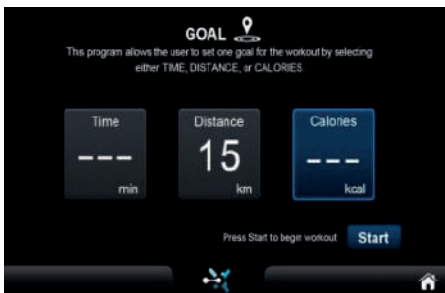 GOAL
This program allows the user to set one goal for the workout by selecting
either TIME, DISTANCE, or CALORIES.
Time
Distance
Calories
---
15
---
min
km
kcal
Press Start to begin workout
Start